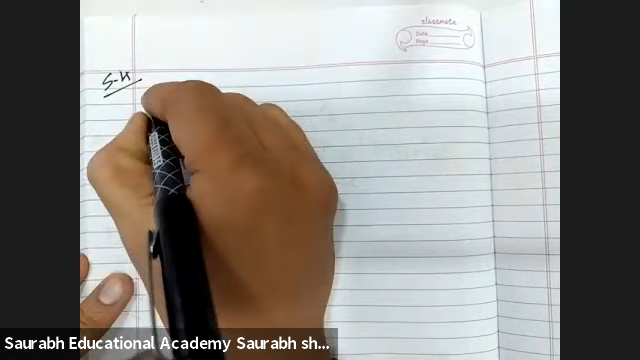 classmate
Date
Page
S-H
Saurabh Educational Academy Saurabh sh...